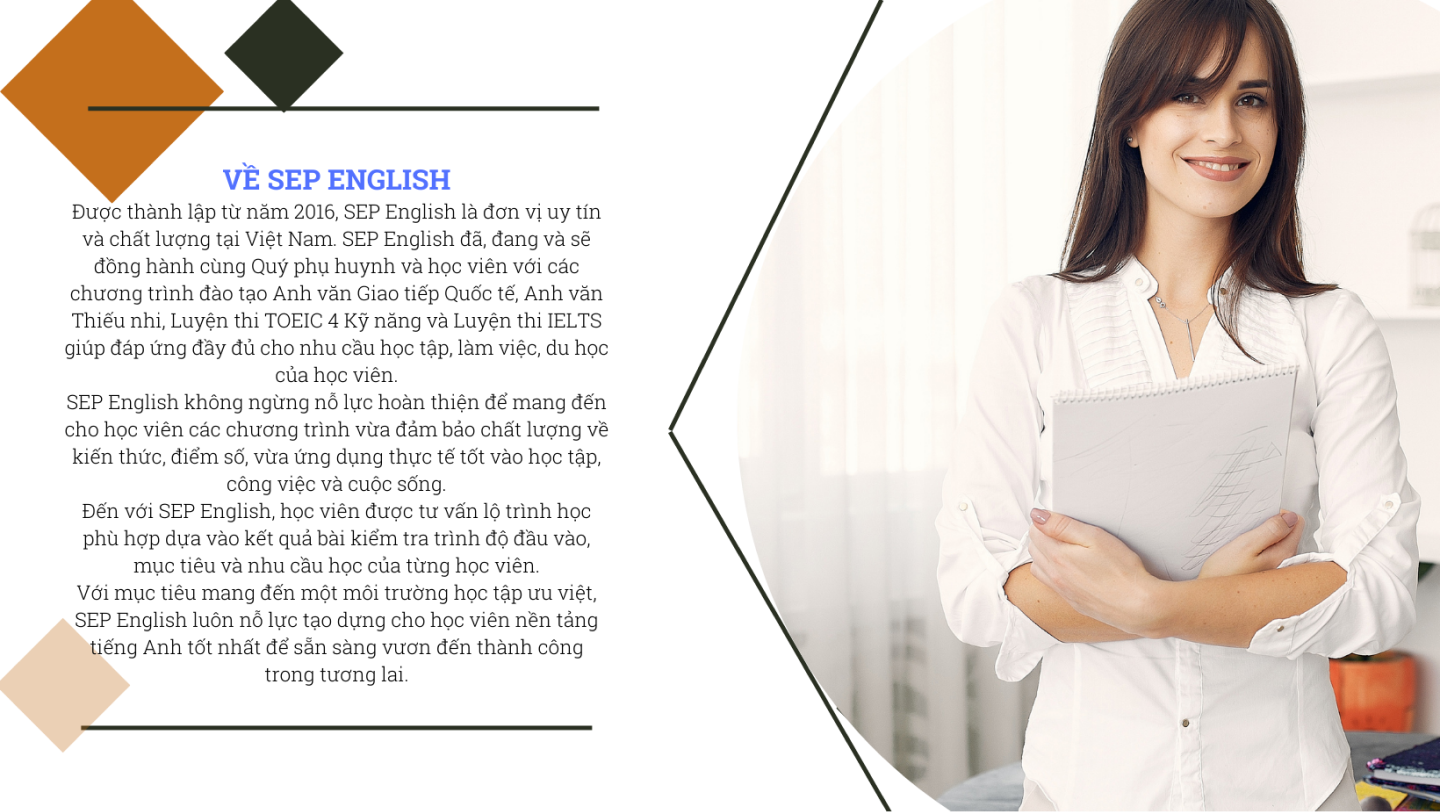 VỀ SEP ENGLISH
Được thành lập từ năm 2016, SEP English là đơn vị uy tín
và chất lượng tại Việt Nam. SEP English đã, đang và sẽ
đồng hành cùng Quý phụ huynh và học viên với các
chương trình đào tạo Anh văn Giao tiếp Quốc tế, Anh văn
Thiếu nhi, Luyện thi TOEIC 4 Kỹ năng và Luyện thi IELTS
giúp đáp ứng đầy đủ cho nhu cầu học tập, làm việc, du học
của học viên.
SEP English không ngừng nỗ lực hoàn thiện để mang đến
cho học viên các chương trình vừa đảm bảo chất lượng về
kiến thức, điểm số, vừa ứng dụng thực tế tốt vào học tập,
công việc và cuộc sống.
Đến với SEP English, học viên được tư vấn lộ trình học
phù hợp dựa vào kết quả bài kiểm tra trình độ đầu vào,
mục tiêu và nhu cầu học của từng học viên.
Với mục tiêu mang đến một môi trường học tập ưu việt,
SEP English luôn nỗ lực tạo dựng cho học viên nền tảng
tiếng Anh tốt nhất để sẵn sàng vươn đến thành công
trong tương lai.